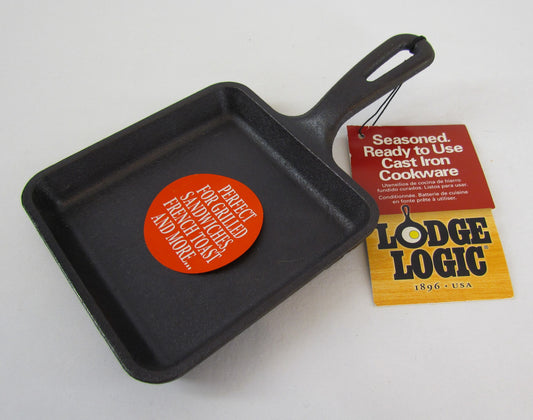 PERFECT
FOR GRILLED
SANDWICHES,
FRENCH TOAST
AND MORE...
Seasoned.
Ready to Use
Cast Iron
Cookware
Utensilios de cocina de hierro
fundido curados. Listos para usar.
Conditionnée. Batterie de cuisine
en fonte prête à utiliser.
LODGE
LOGIC®
1896 • USA